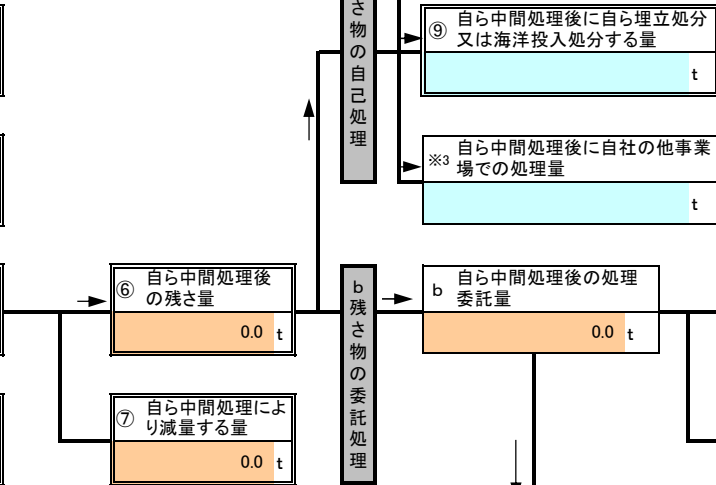 さ物の自己処理
⑨ 自ら中間処理後に自ら埋立処分
又は海洋投入処分する量
t
※3 自ら中間処理後に自社の他事業
場での処理量
t
⑥ 自ら中間処理後
の残さ量
0.0 t
b残さ物の委託処理
b 自ら中間処理後の処理
委託量
0.0 t
⑦ 自ら中間処理によ
り減量する量
0.0 t